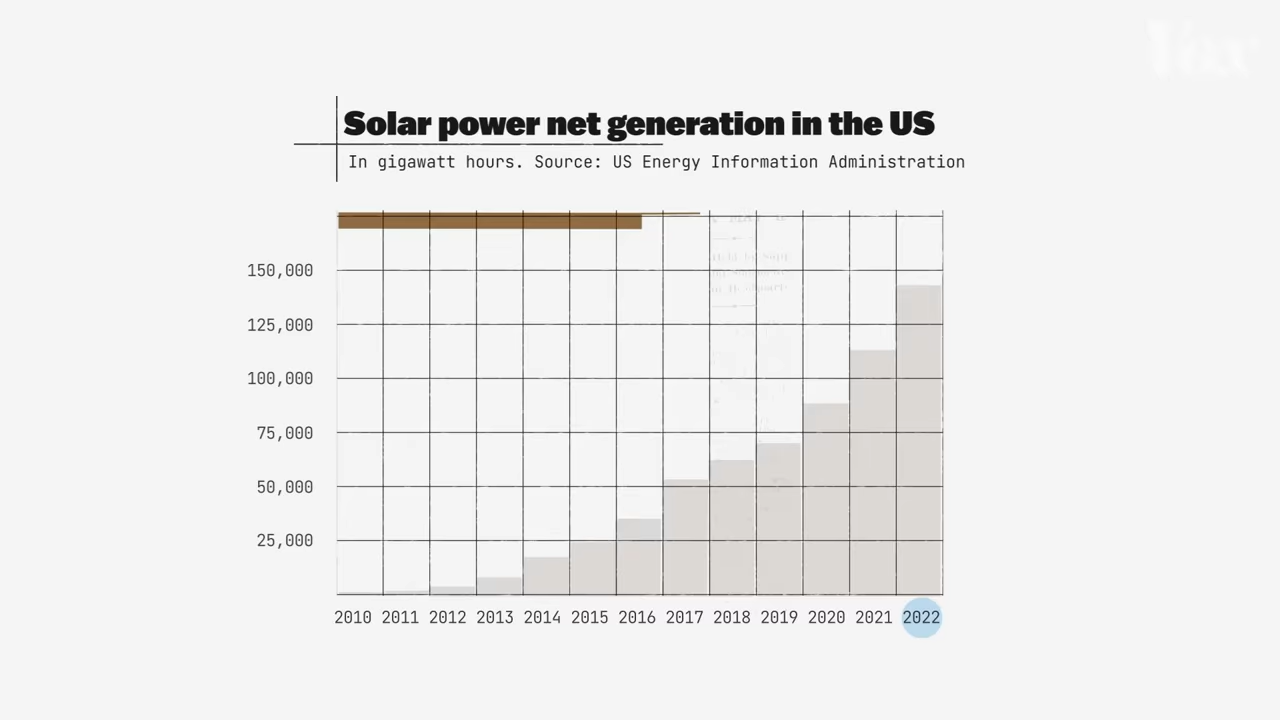 Vox
Solar power net generation in the US
In gigawatt hours. Source: US Energy Information Administration
150,000
125,000
100,000
75,000
50,000
25,000
2010 2011 2012 2013 2014 2015 2016 2017 2018 2019 2020 2021 2022